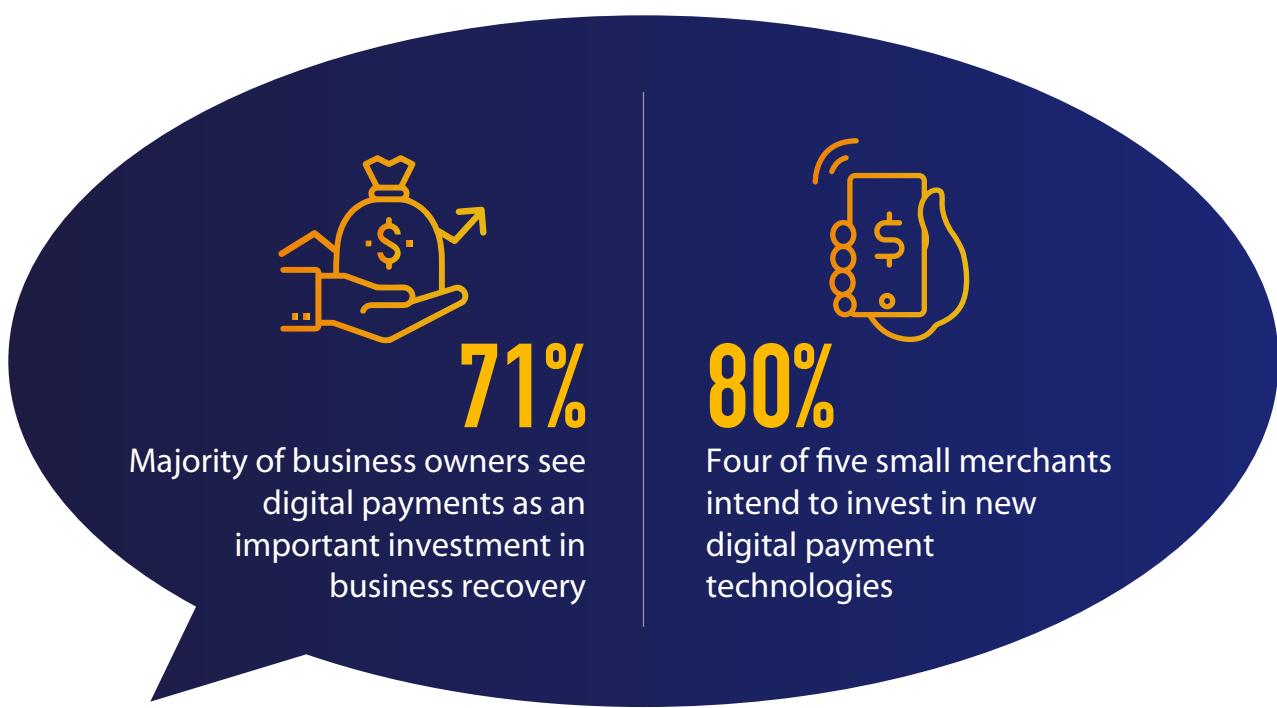 71%
Majority of business owners see
digital payments as an
important investment in
business recovery
80%
Four of five small merchants
intend to invest in new
digital payment
technologies